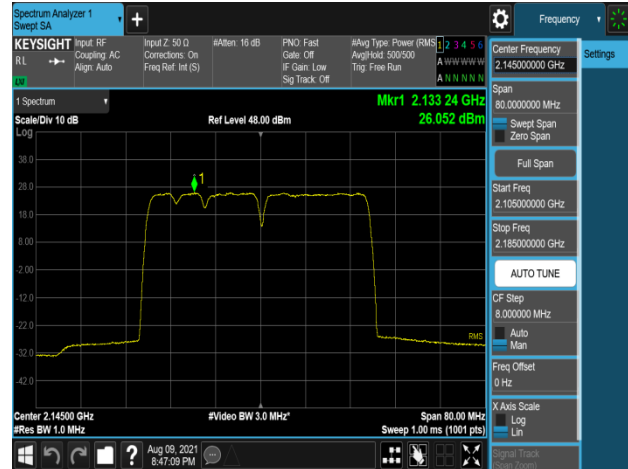 Spectrum Analyzer 1
Swept SA
+
Frequency
KEYSIGHT
Input: RF
Coupling: AC
Align: Auto
Input Z: 50 Ω
Corrections: On
Freq Ref: Int (S)
#Atten: 16 dB
PNO: Fast
Gate: Off
IF Gain: Low
Sig Track: Off
#Avg Type: Power (RMS)
Avg|Hold: 500/500
Trig: Free Run
1 2 3 4 5 6
A W W W W W
A N N N N N
RL
LW
1 Spectrum
Scale/Div 10 dB
Log
Ref Level 48.00 dBm
Mkr1 2.133 24 GHz
26.052 dBm
38.0
28.0
18.0
8.00
-2.00
-12.0
-22.0
-32.0
-42.0
1
RMS
Center 2.14500 GHz
#Res BW 1.0 MHz
#Video BW 3.0 MHz*
Span 80.00 MHz
Sweep 1.00 ms (1001 pts)
Center Frequency
2.145000000 GHz
Settings
Span
80.0000000 MHz
Swept Span
Zero Span
Full Span
Start Freq
2.105000000 GHz
Stop Freq
2.185000000 GHz
AUTO TUNE
CF Step
8.000000 MHz
Auto
Man
Freq Offset
0 Hz
X Axis Scale
Log
Lin
Signal Track
(Span Zoom)
?
Aug 09, 2021
8:47:09 PM